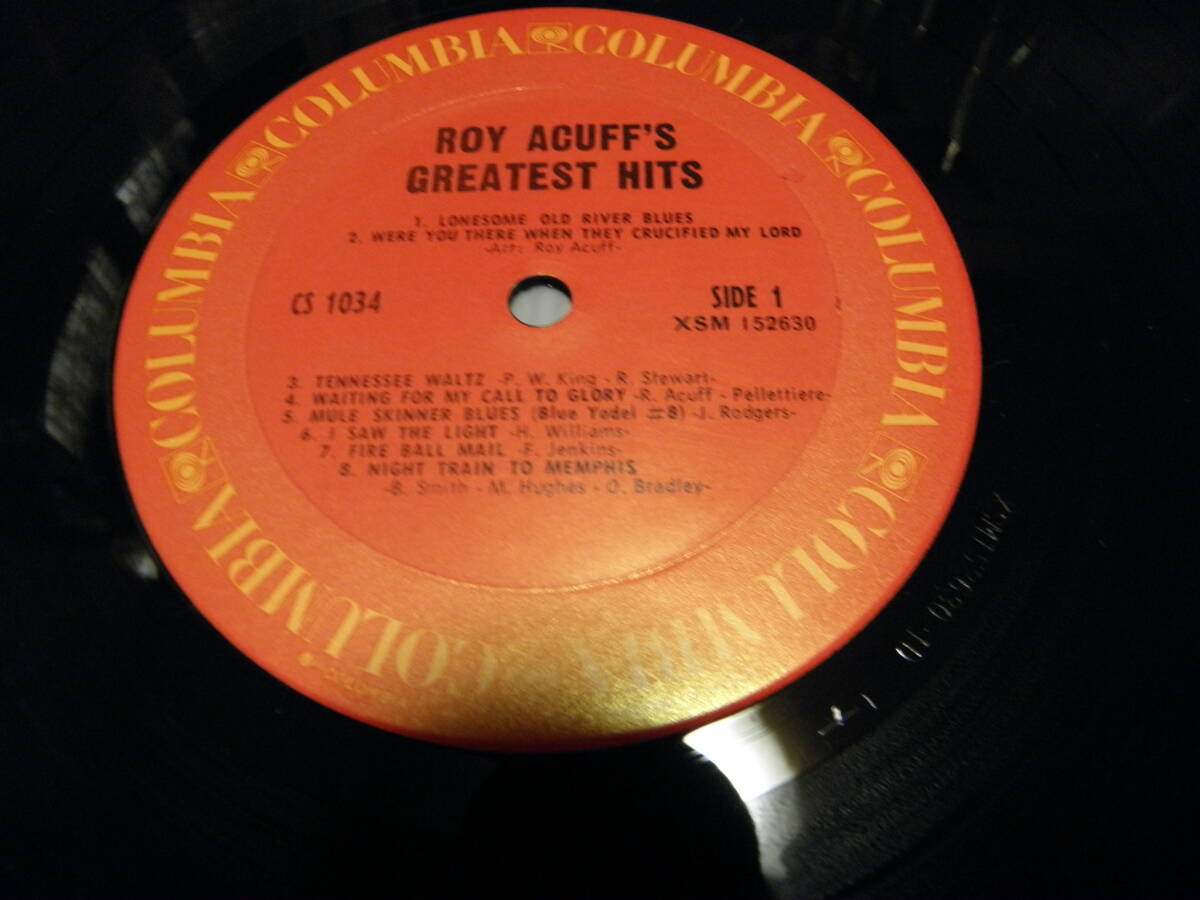 COLUMBIA COLUMBIA COLUMBIA COLUMBIA COLUMBIA COLUMBIA
ROY ACUFF'S
GREATEST HITS
1. LONESOME OLD RIVER BLUES
2. WERE YOU THERE WHEN THEY CRUCIFIED MY LORD
-Arr: Roy Acuff-
CS 1034
SIDE 1
XSM 152630
3. TENNESSEE WALTZ -P. W. King - R. Stewart-
4. WAITING FOR MY CALL TO GLORY -R. Acuff - Pellettiere-
5. MULE SKINNER BLUES (Blue Yodel #8) -J. Rodgers-
6. I SAW THE LIGHT -H. Williams-
7. FIRE BALL MAIL -F. Jenkins-
8. NIGHT TRAIN TO MEMPHIS
-B. Smith - M. Hughes - O. Bradley-